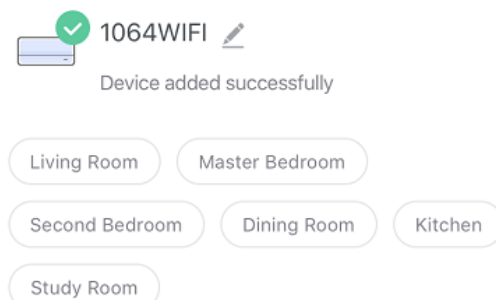 1064WIFI
Device added successfully
Living Room Master Bedroom
Second Bedroom Dining Room Kitchen
Study Room